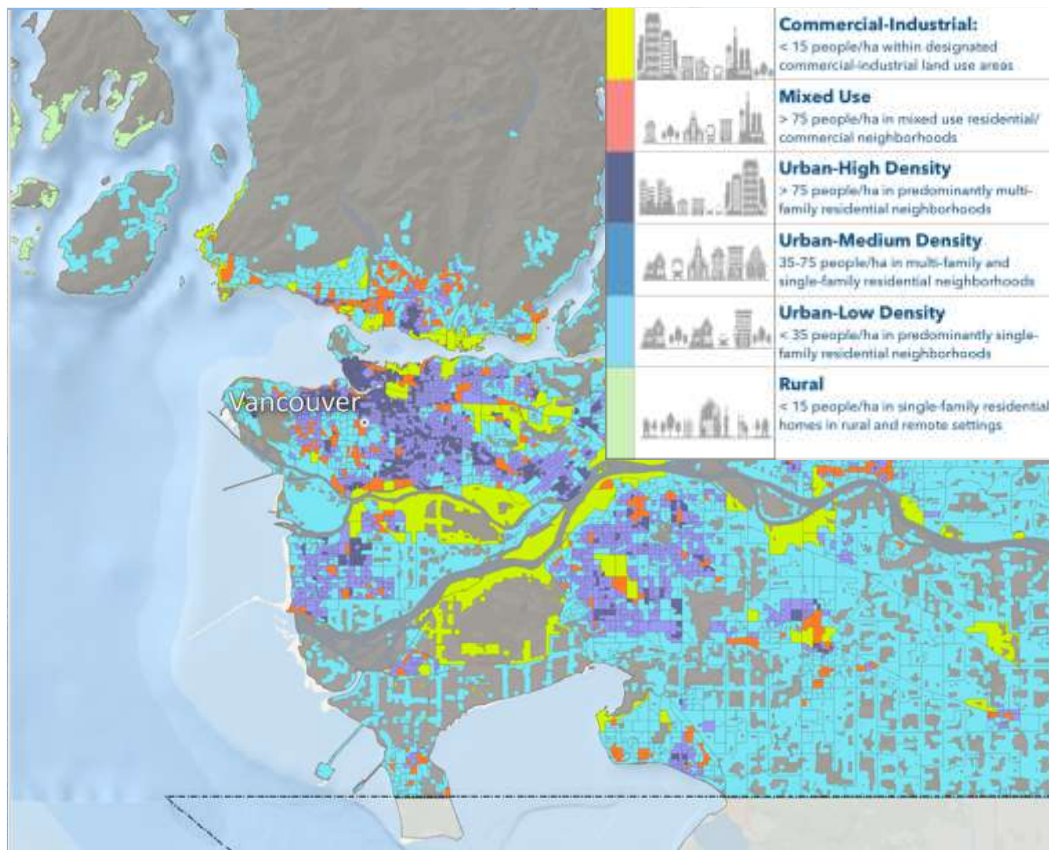 Commercial-Industrial:
< 15 people/ha within designated
commercial-industrial land use areas
Mixed Use
> 75 people/ha in mixed use residential/
commercial neighborhoods
Urban-High Density
> 75 people/ha in predominantly multi-
family residential neighborhoods
Urban-Medium Density
35-75 people/ha in multi-family and
single-family residential neighborhoods
Urban-Low Density
< 35 people/ha in predominantly single-
family residential neighborhoods
Rural
< 15 people/ha in single-family residential
homes in rural and remote settings
Vancouver